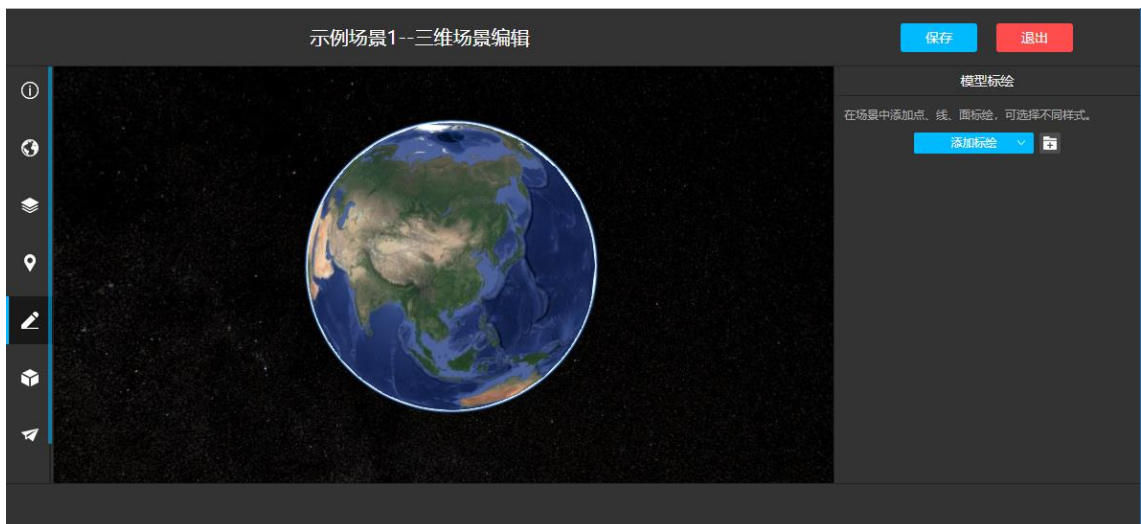 示例场景1--三维场景编辑
保存
退出
模型标绘
在场景中添加点、线、面标绘，可选择不同样式。
添加标绘